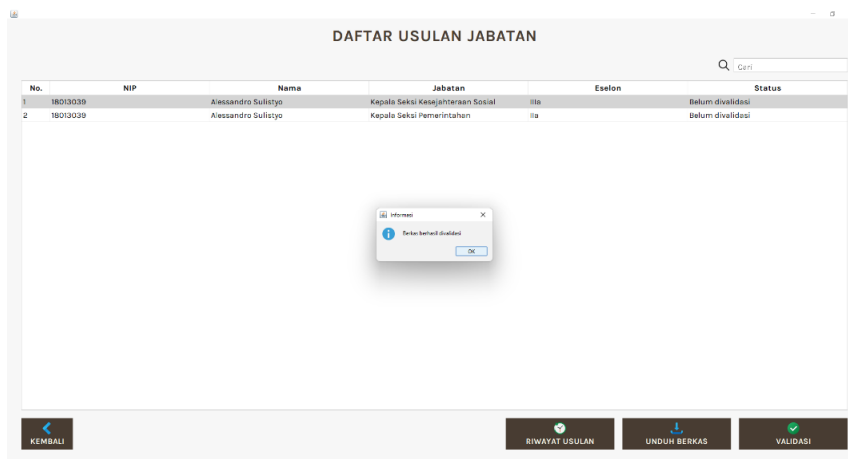 DAFTAR USULAN JABATAN
Cari
No. NIP Nama Jabatan Eselon Status
1 18013039 Alessandro Sulistyo Kepala Seksi Kesejahteraan Sosial IIIa Belum divalidasi
2 18013039 Alessandro Sulistyo Kepala Seksi Pemerintahan IIa Belum divalidasi
Informasi
Berkas berhasil divalidasi
OK
KEMBALI RIWAYAT USULAN UNDUH BERKAS VALIDASI